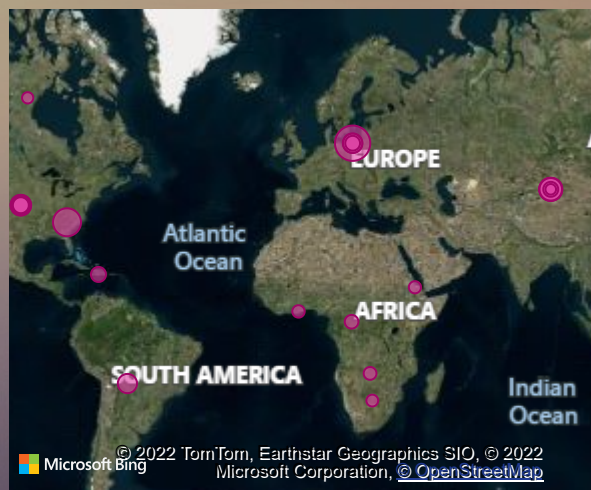 EUROPE
Atlantic
Ocean
AFRICA
SOUTH AMERICA
Indian
Ocean
© 2022 TomTom, Earthstar Geographics SIO, © 2022
Microsoft Bing
Microsoft Corporation, © OpenStreetMap